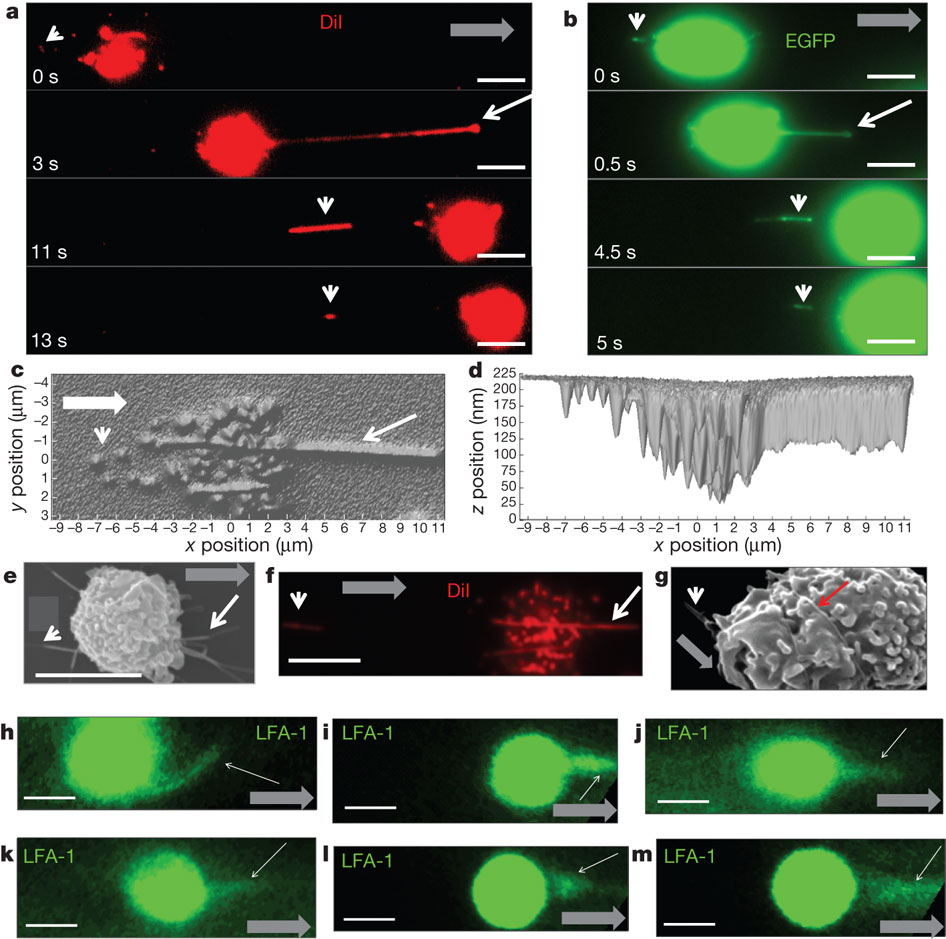 a
DiI
0 s
3 s
11 s
13 s
b
EGFP
0 s
0.5 s
4.5 s
5 s
c
y position (μm)
–4
–3
–2
–1
0
1
2
3
–9 –8 –7 –6 –5 –4 –3 –2 –1 0 1 2 3 4 5 6 7 8 9 10 11
x position (μm)
d
z position (nm)
225
200
175
150
125
100
75
50
25
0
–9 –8 –7 –6 –5 –4 –3 –2 –1 0 1 2 3 4 5 6 7 8 9 10 11
x position (μm)
e
f
DiI
g
h
LFA-1
i
LFA-1
j
LFA-1
k
LFA-1
l
LFA-1
m
LFA-1